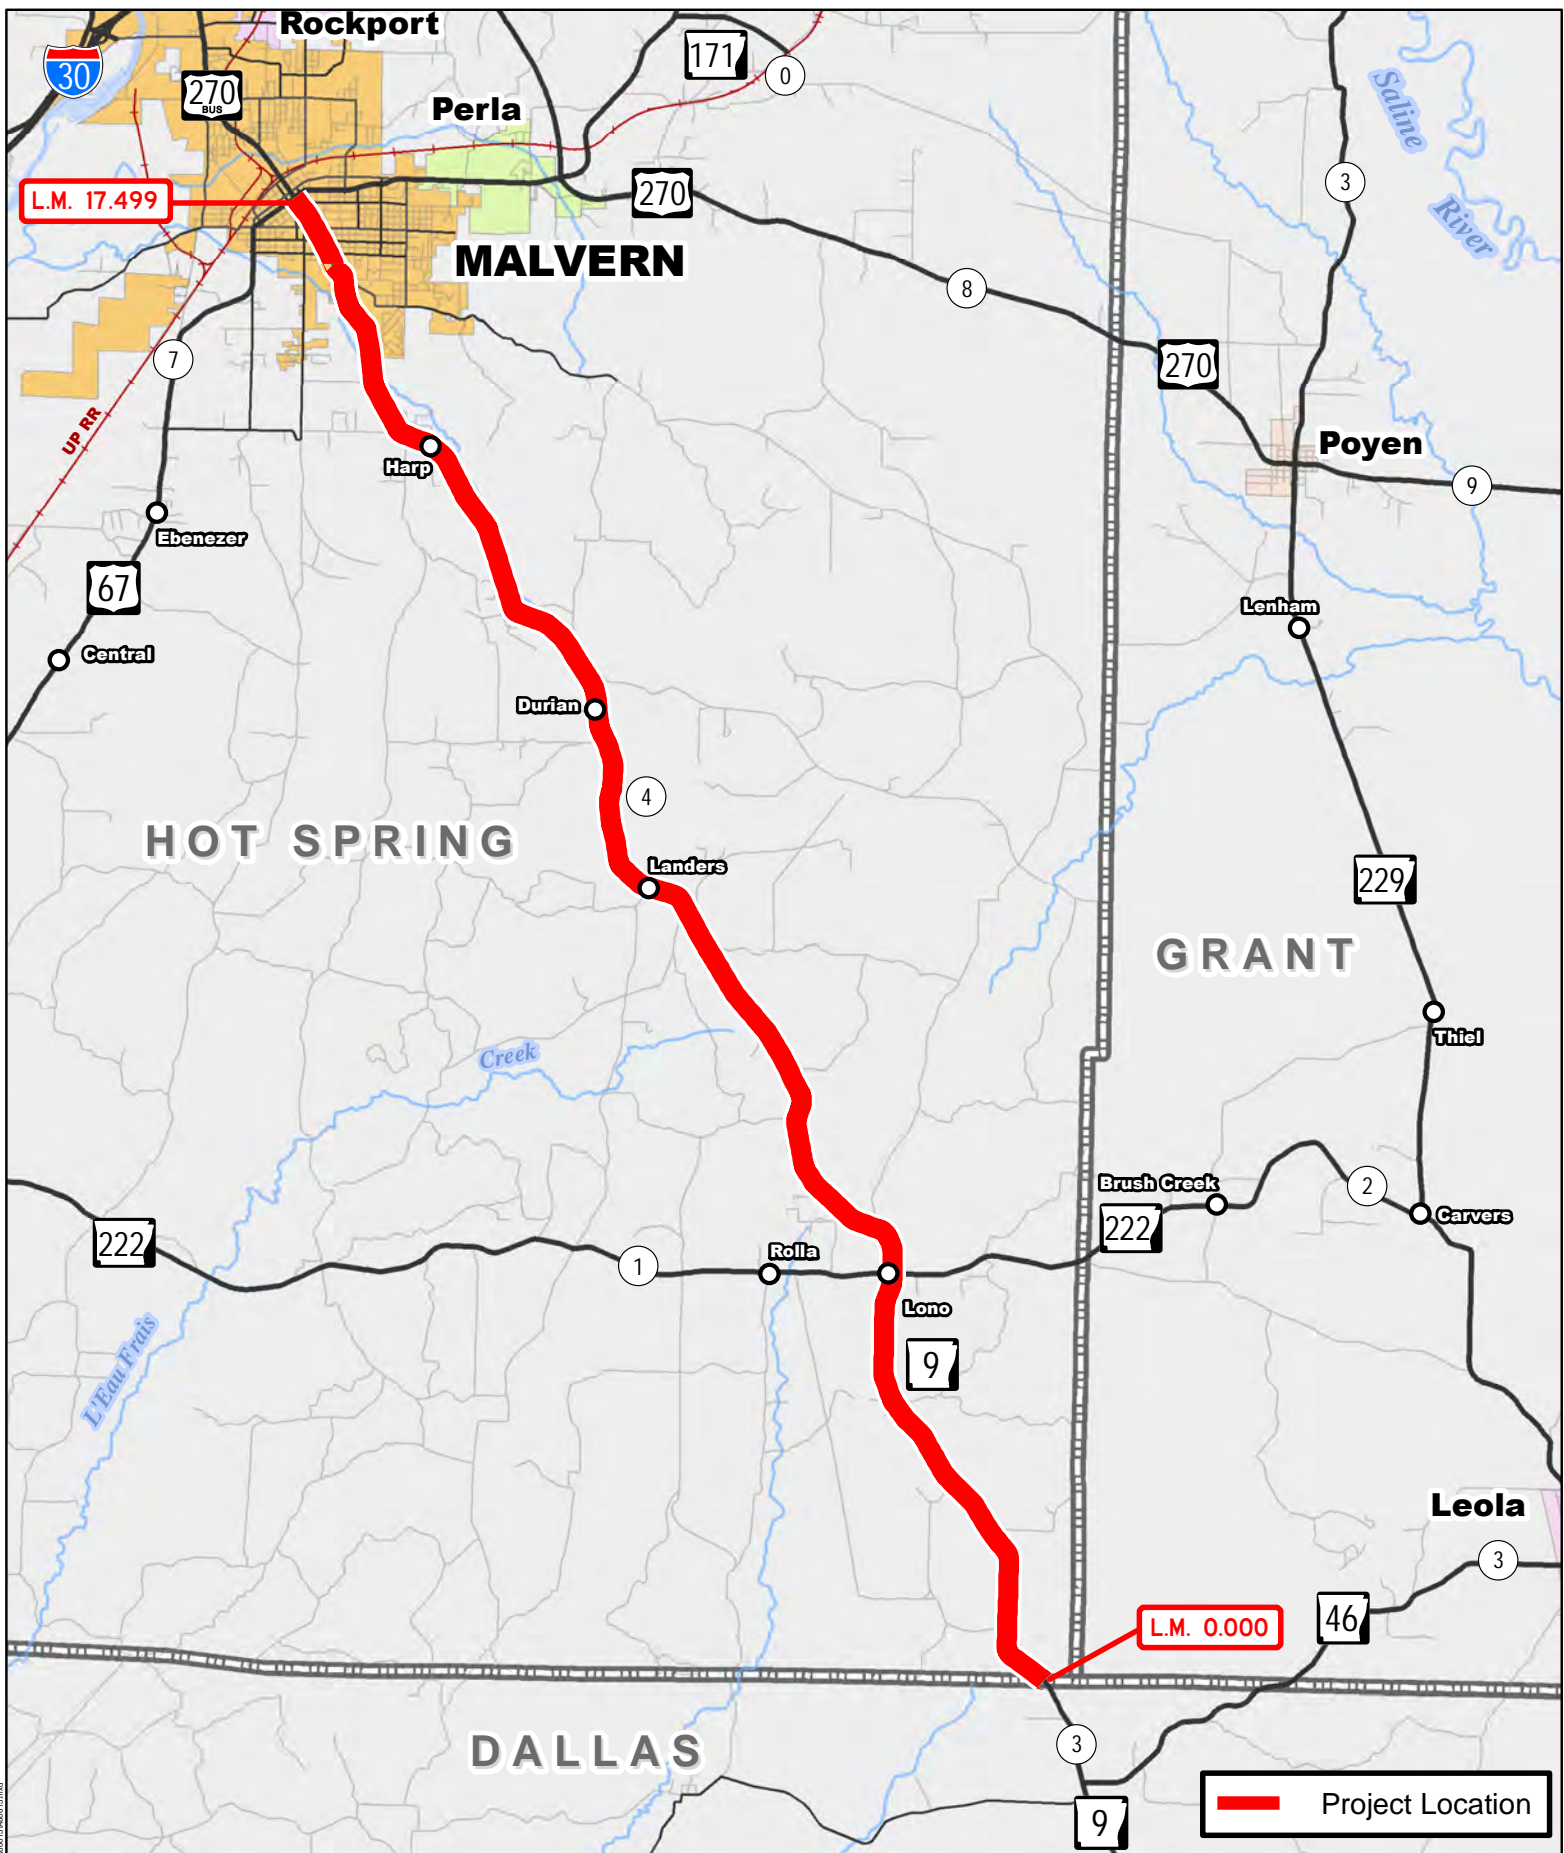 Rockport
30
270
BUS
171
0
Perla
L.M. 17.499
270
MALVERN
3
Saline
River
8
7
270
UP RR
Harp
Poyen
9
Ebenezer
67
Lenham
Central
Durian
4
HOT SPRING
Landers
229
GRANT
Thiel
Creek
Brush Creek
2
222
222
Carvers
1
Rolla
Lono
L'Eau Frais
9
Leola
3
46
L.M. 0.000
DALLAS
3
9
Project Location